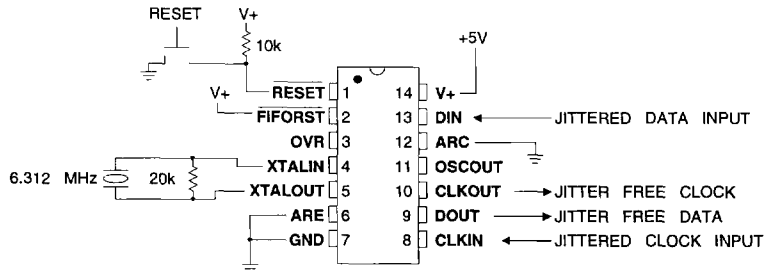 RESET
V+
10k
+5V
RESET 1 14 V+
V+
FIFORST 2 13 DIN JITTERED DATA INPUT
OVR 3 12 ARC
XTALIN 4 11 OSCOUT
6.312 MHz 20k
XTALOUT 5 10 CLKOUT JITTER FREE CLOCK
ARE 6 9 DOUT JITTER FREE DATA
GND 7 8 CLKIN JITTERED CLOCK INPUT